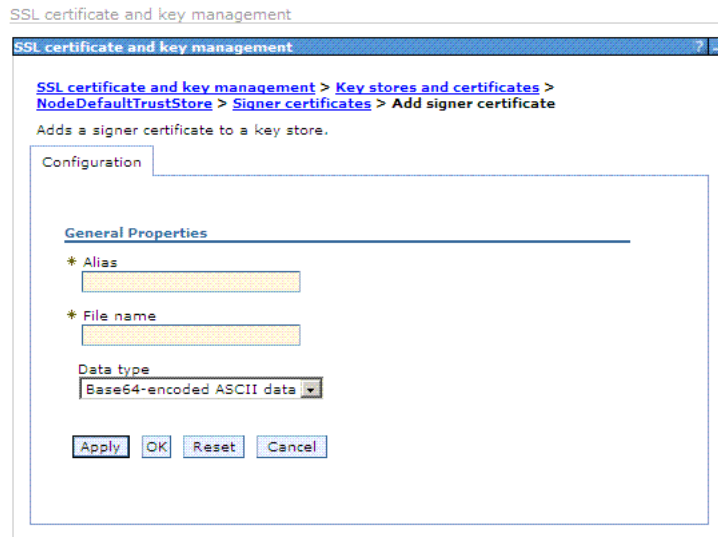 SSL certificate and key management
SSL certificate and key management ? -
SSL certificate and key management > Key stores and certificates >
NodeDefaultTrustStore > Signer certificates > Add signer certificate
Adds a signer certificate to a key store.
Configuration
General Properties
* Alias
* File name
Data type
Base64-encoded ASCII data
Apply OK Reset Cancel